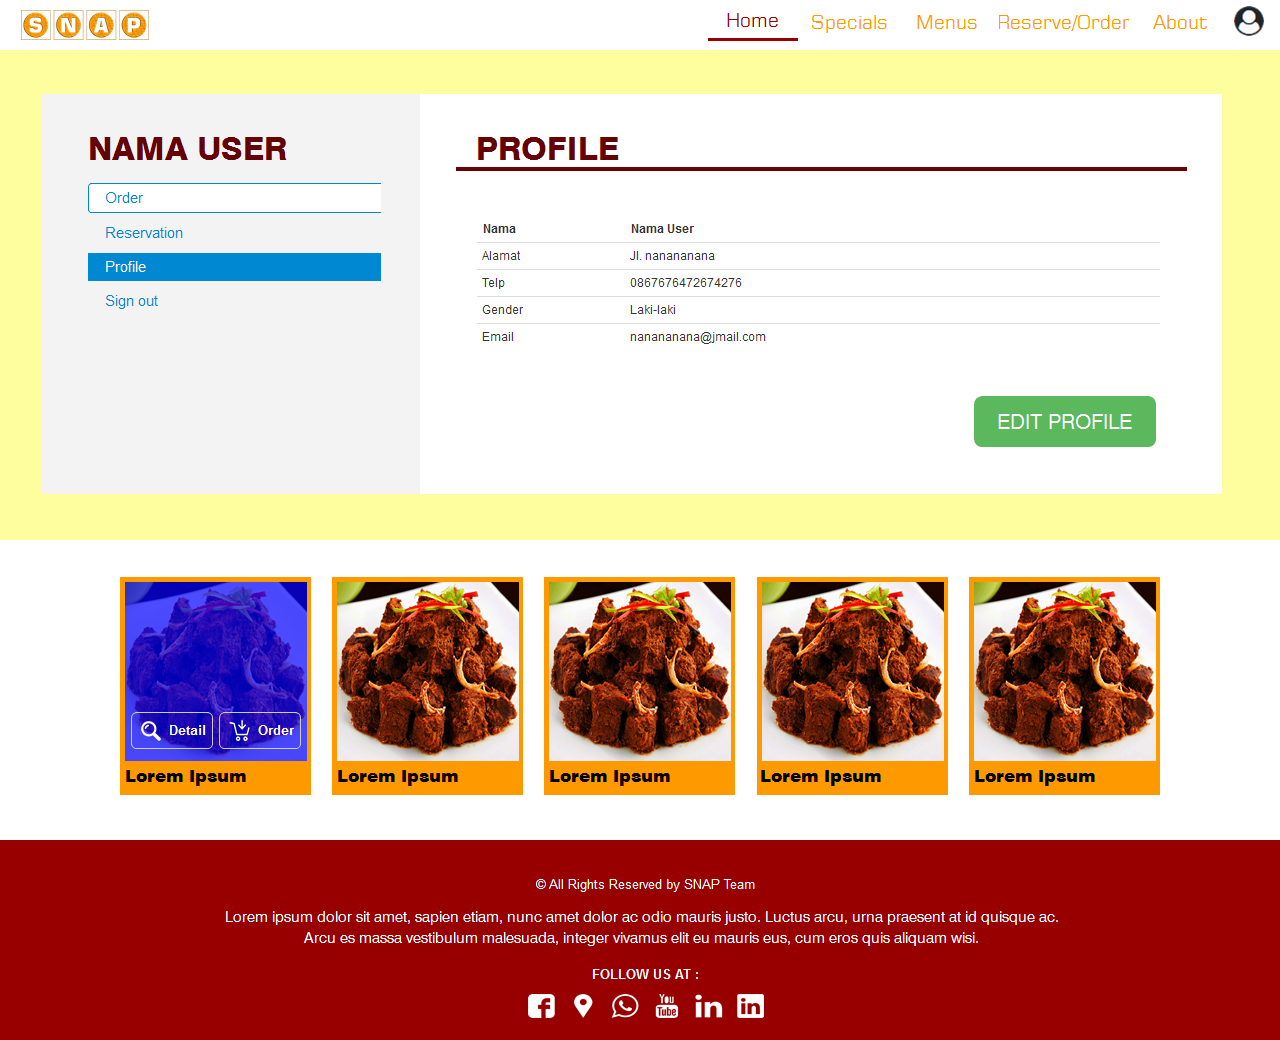 SNAP Home Specials Menus Reserve/Order About
NAMA USER
Order
Reservation
Profile
Sign out
PROFILE
Nama Nama User
Alamat Jl. nanananana
Telp 0867676472674276
Gender Laki-laki
Email nanananana@jmail.com
EDIT PROFILE
Detail Order
Lorem Ipsum Lorem Ipsum Lorem Ipsum Lorem Ipsum Lorem Ipsum
© All Rights Reserved by SNAP Team
Lorem ipsum dolor sit amet, sapien etiam, nunc amet dolor ac odio mauris justo. Luctus arcu, urna praesent at id quisque ac.
Arcu es massa vestibulum malesuada, integer vivamus elit eu mauris eus, cum eros quis aliquam wisi.
FOLLOW US AT :
You
Tube
in in